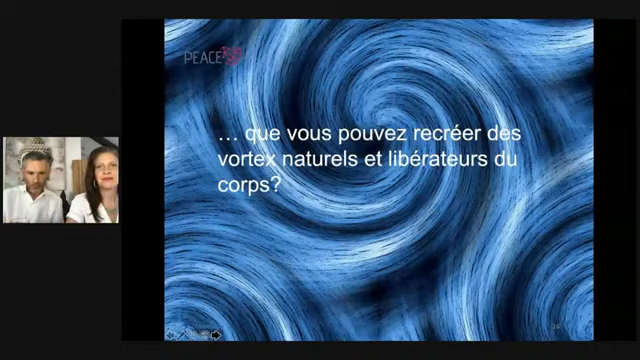 PEACE
… que vous pouvez recréer des
vortex naturels et libérateurs du
corps?